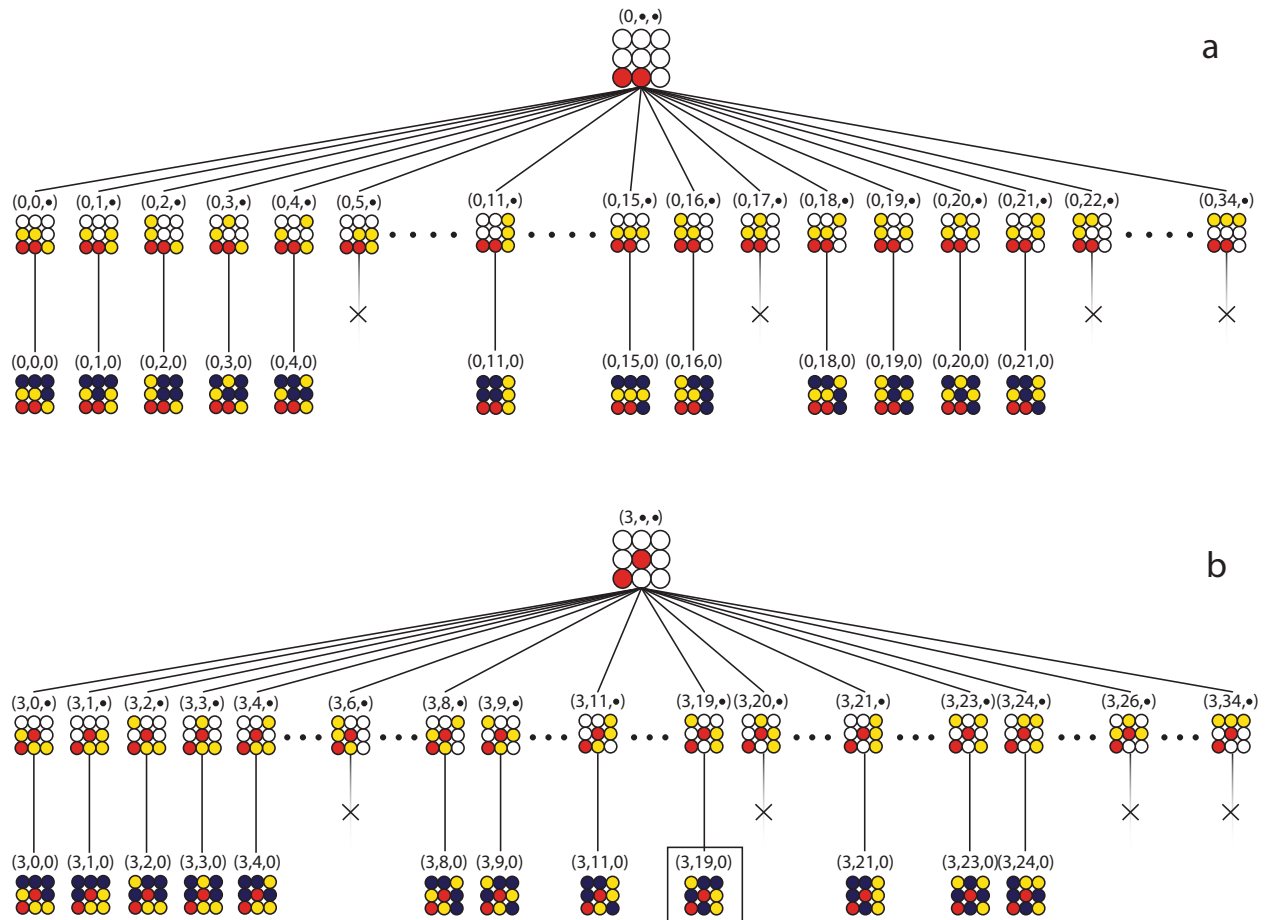 (0,•,•)
a
(0,0,•) (0,1,•) (0,2,•) (0,3,•) (0,4,•) (0,5,•) (0,11,•) (0,15,•) (0,16,•) (0,17,•) (0,18,•) (0,19,•) (0,20,•) (0,21,•) (0,22,•) (0,34,•)
(0,0,0) (0,1,0) (0,2,0) (0,3,0) (0,4,0) (0,11,0) (0,15,0) (0,16,0) (0,18,0) (0,19,0) (0,20,0) (0,21,0)
(3,•,•)
b
(3,0,•) (3,1,•) (3,2,•) (3,3,•) (3,4,•) (3,6,•) (3,8,•) (3,9,•) (3,11,•) (3,19,•) (3,20,•) (3,21,•) (3,23,•) (3,24,•) (3,26,•) (3,34,•)
(3,0,0) (3,1,0) (3,2,0) (3,3,0) (3,4,0) (3,8,0) (3,9,0) (3,11,0) (3,19,0) (3,21,0) (3,23,0) (3,24,0)